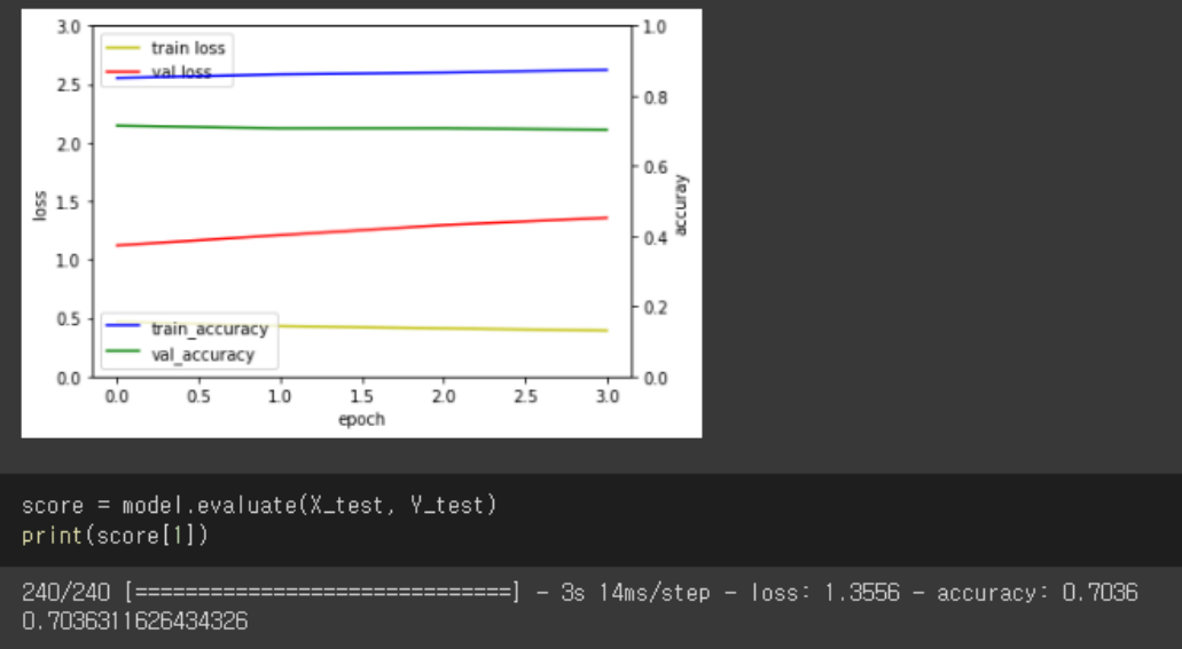 3.0
2.5
2.0
1.5
1.0
0.5
0.0
loss
train loss
val loss
train_accuracy
val_accuracy
1.0
0.8
0.6
0.4
0.2
0.0
accuray
0.0 0.5 1.0 1.5 2.0 2.5 3.0
epoch
score = model.evaluate(X_test, Y_test)
print(score[1])
240/240 [==============================] - 3s 14ms/step - loss: 1.3556 - accuracy: 0.7036
0.7036311626434326